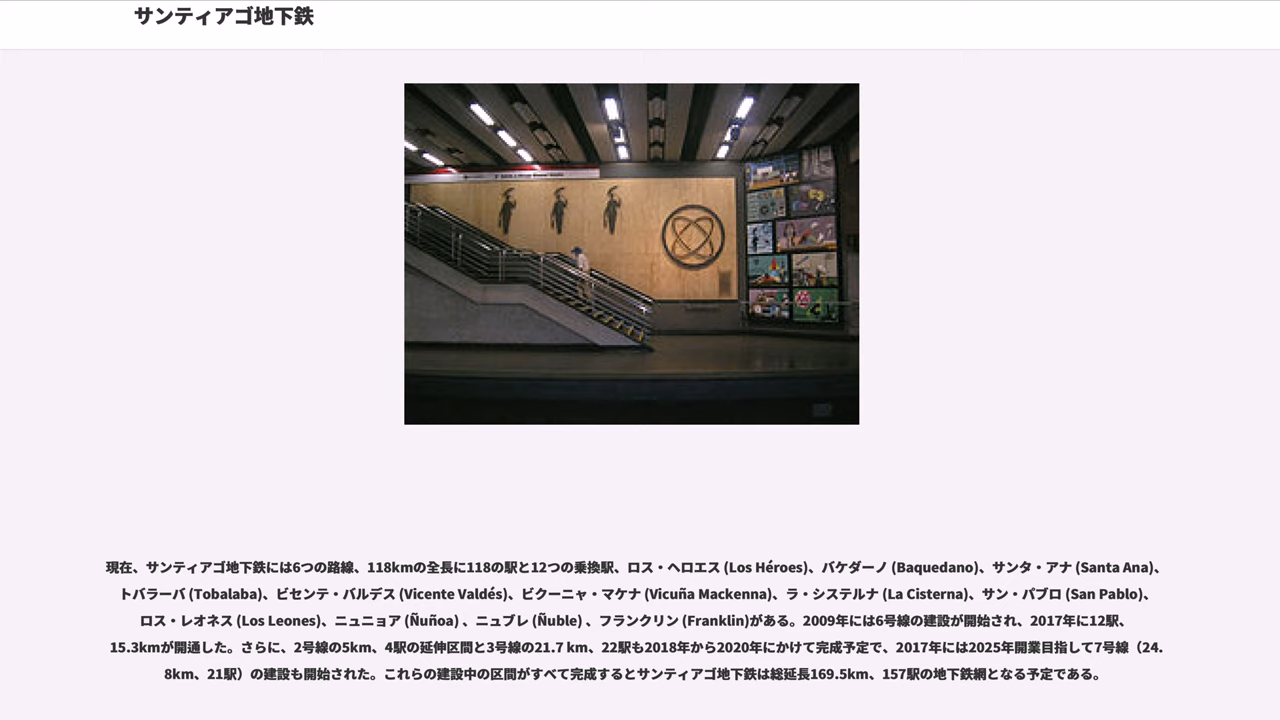 サンティアゴ地下鉄
現在、サンティアゴ地下鉄には6つの路線、118kmの全長に118の駅と12つの乗換駅、ロス・ヘロエス (Los Héroes)、バケダーノ (Baquedano)、サンタ・アナ (Santa Ana)、
トバラーバ (Tobalaba)、ビセンテ・バルデス (Vicente Valdés)、ビクーニャ・マケナ (Vicuña Mackenna)、ラ・システルナ (La Cisterna)、サン・パブロ (San Pablo)、
ロス・レオネス (Los Leones)、ニュニョア (Ñuñoa) 、ニュブレ (Ñuble) 、フランクリン (Franklin)がある。2009年には6号線の建設が開始され、2017年に12駅、
15.3kmが開通した。さらに、2号線の5km、4駅の延伸区間と3号線の21.7 km、22駅も2018年から2020年にかけて完成予定で、2017年には2025年開業目指して7号線（24.
8km、21駅）の建設も開始された。これらの建設中の区間がすべて完成するとサンティアゴ地下鉄は総延長169.5km、157駅の地下鉄網となる予定である。